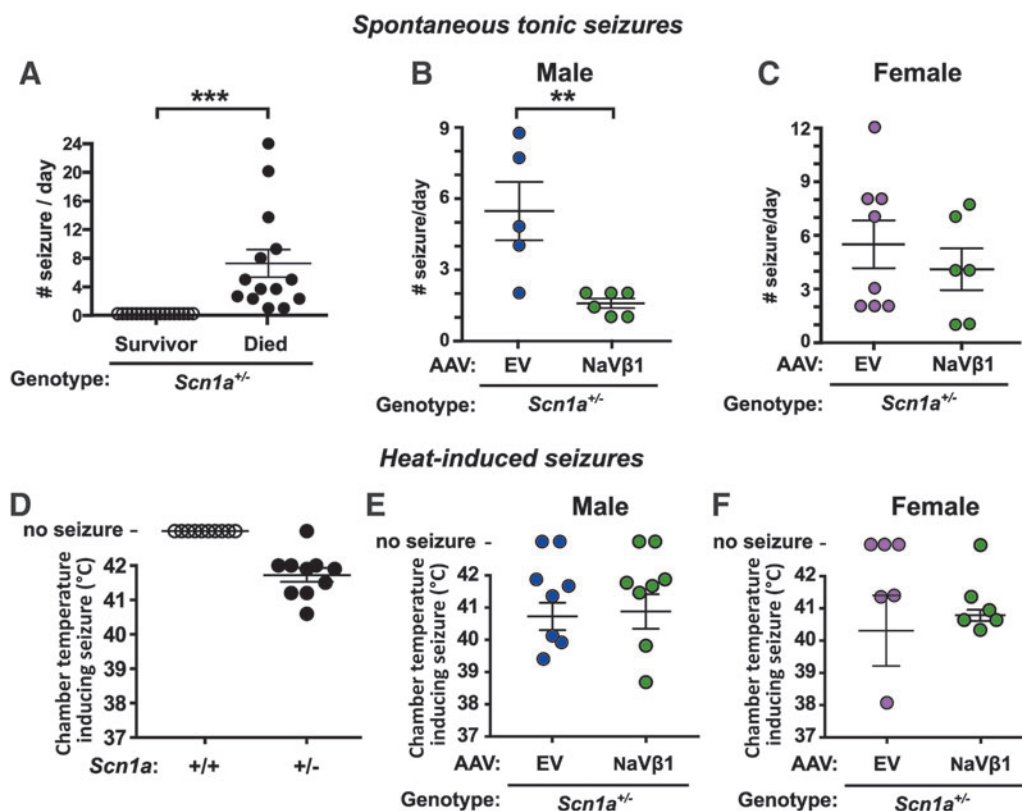 Spontaneous tonic seizures
A
***
# seizure / day
24
20
16
12
8
4
0
Survivor Died
Genotype: Scn1a+/-
B
Male
**
# seizure/day
9
6
3
0
AAV: EV NaVβ1
Genotype: Scn1a+/-
C
Female
# seizure/day
12
9
6
3
0
AAV: EV NaVβ1
Genotype: Scn1a+/-
Heat-induced seizures
D
no seizure -
Chamber temperature
inducing seizure (°C)
42
41
40
39
38
37
Scn1a: +/+ +/-
E
Male
no seizure -
Chamber temperature
inducing seizure (°C)
42
41
40
39
38
37
AAV: EV NaVβ1
Genotype: Scn1a+/-
F
Female
no seizure -
Chamber temperature
inducing seizure (°C)
42
41
40
39
38
37
AAV: EV NaVβ1
Genotype: Scn1a+/-